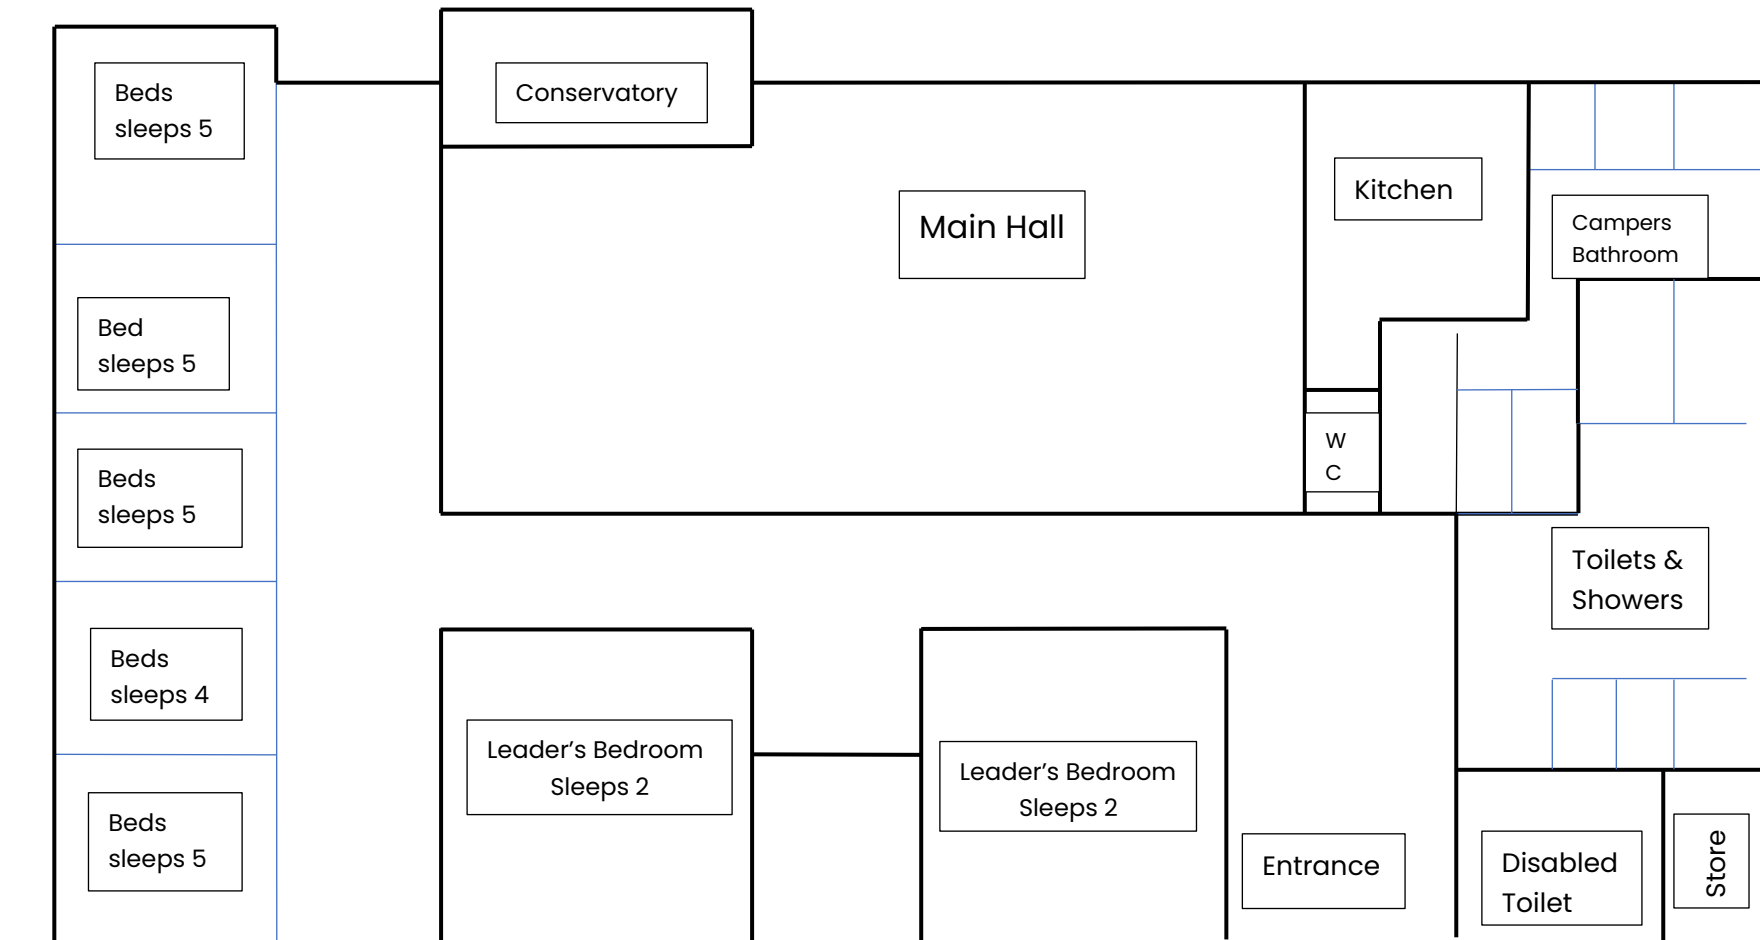 Beds
sleeps 5
Conservatory
Main Hall
Kitchen
Campers
Bathroom
Bed
sleeps 5
W
C
Beds
sleeps 5
Toilets &
Showers
Beds
sleeps 4
Leader’s Bedroom
Sleeps 2
Leader’s Bedroom
Sleeps 2
Beds
sleeps 5
Entrance
Disabled
Toilet
Store